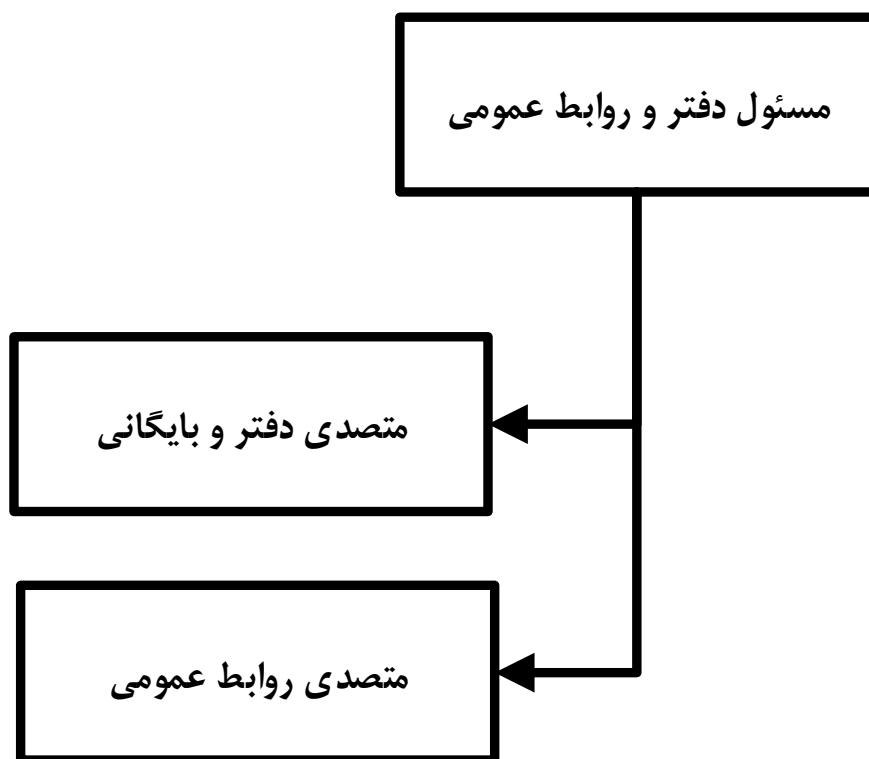 مسئول دفتر و روابط عمومی
متصدی دفتر و بایگانی
متصدی روابط عمومی